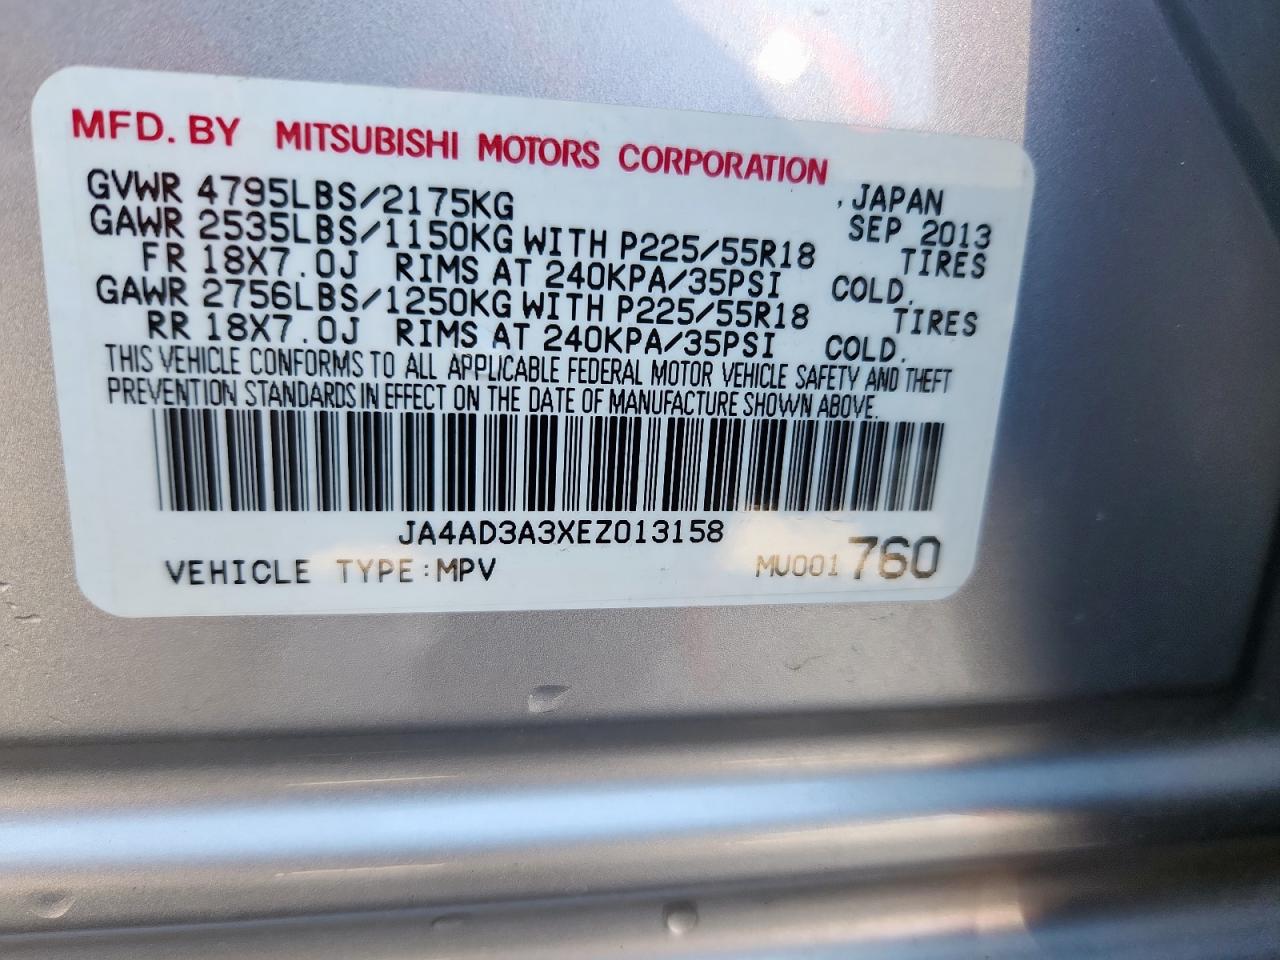 MFD. BY MITSUBISHI MOTORS CORPORATION
, JAPAN
GVWR 4795LBS/2175KG SEP 2013
GAWR 2535LBS/1150KG WITH P225/55R18 TIRES
FR 18X7.0J RIMS AT 240KPA/35PSI COLD.
GAWR 2756LBS/1250KG WITH P225/55R18 TIRES
RR 18X7.0J RIMS AT 240KPA/35PSI COLD.
THIS VEHICLE CONFORMS TO ALL APPLICABLE FEDERAL MOTOR VEHICLE SAFETY AND THEFT
PREVENTION STANDARDS IN EFFECT ON THE DATE OF MANUFACTURE SHOWN ABOVE.
JA4AD3A3XEZ013158
VEHICLE TYPE:MPV MU001760